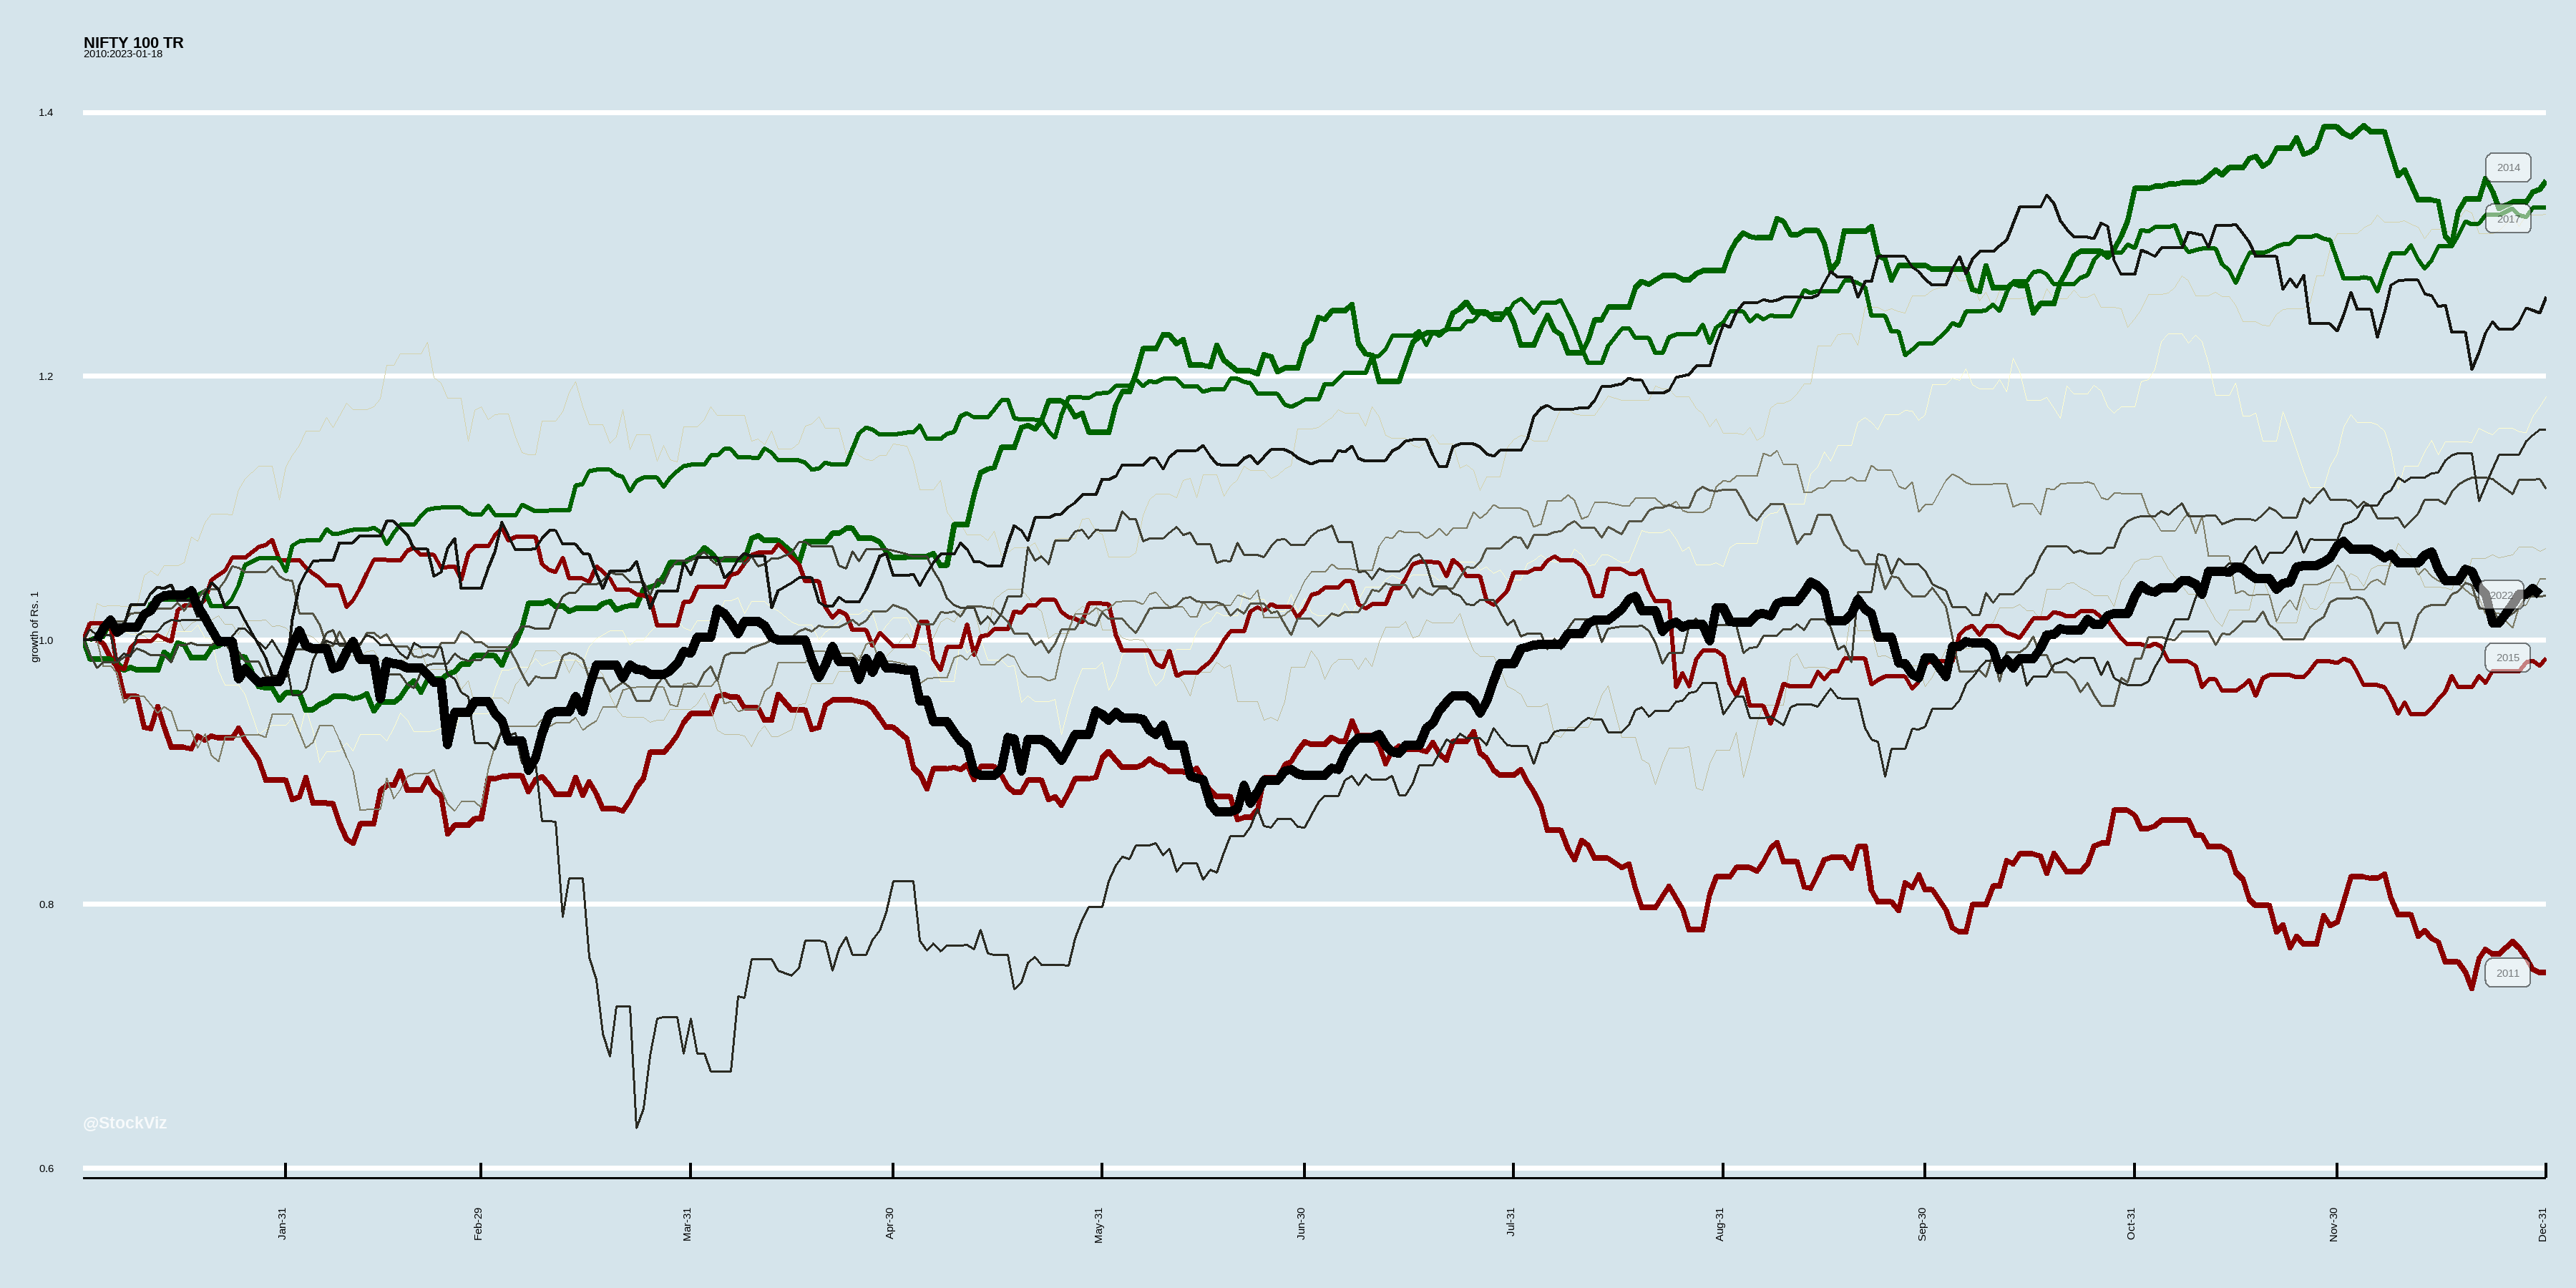 NIFTY 100 TR
2010:2023-01-18
growth of Rs. 1
1.4
1.2
1.0
0.8
0.6
2014
2017
2022
2015
2011
@StockViz
Jan-31
Feb-29
Mar-31
Apr-30
May-31
Jun-30
Jul-31
Aug-31
Sep-30
Oct-31
Nov-30
Dec-31